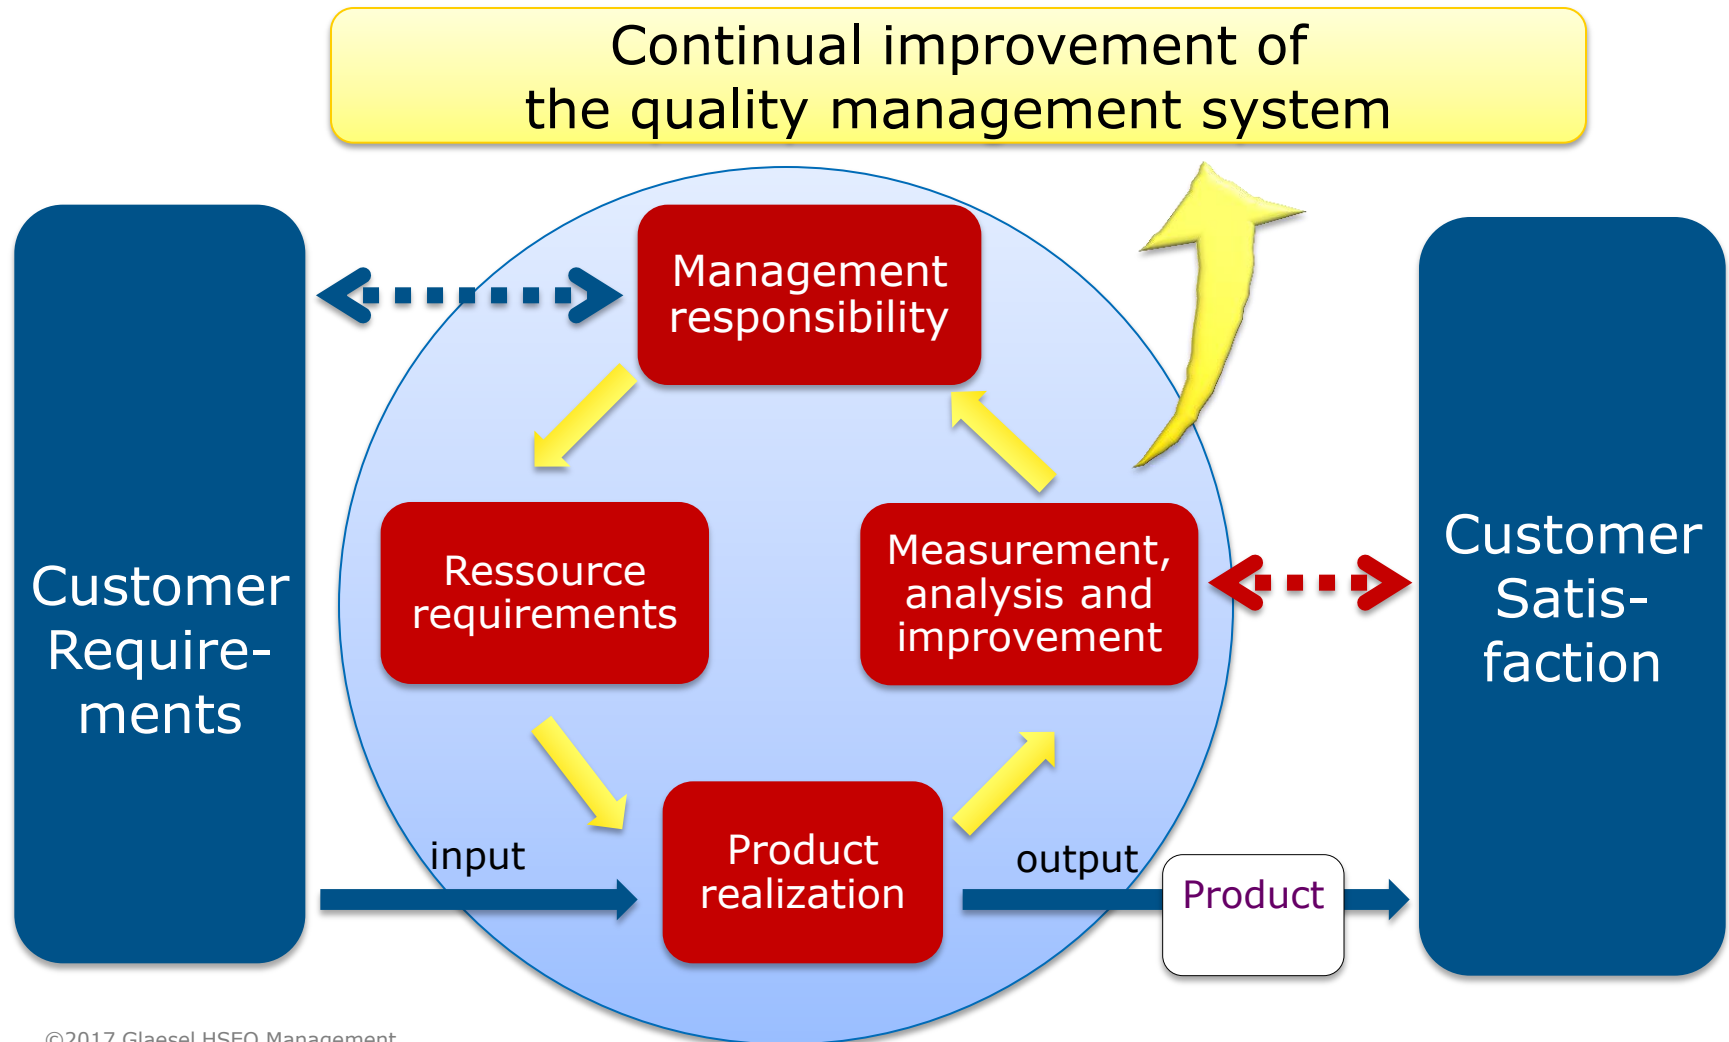 Continual improvement of
the quality management system
Management
responsibility
Customer
Require-
ments
Ressource
requirements
Measurement,
analysis and
improvement
Customer
Satis-
faction
input
Product
realization
output
Product
©2017 Glaesel HSEQ Management